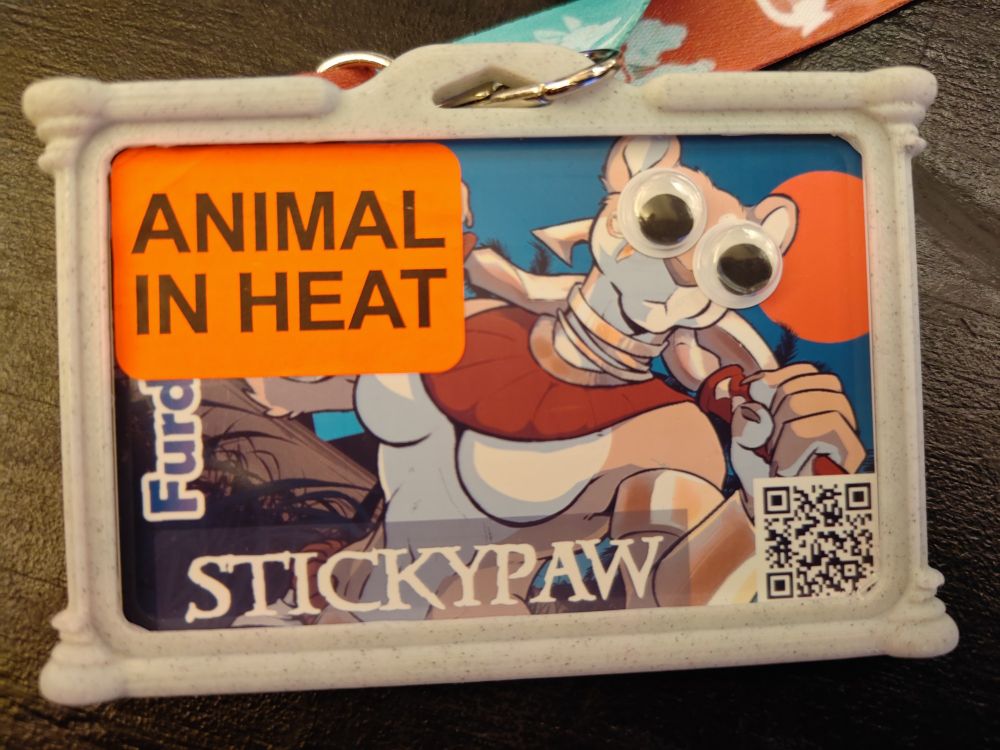 ANIMAL
IN HEAT
Furd
STICKYPAW